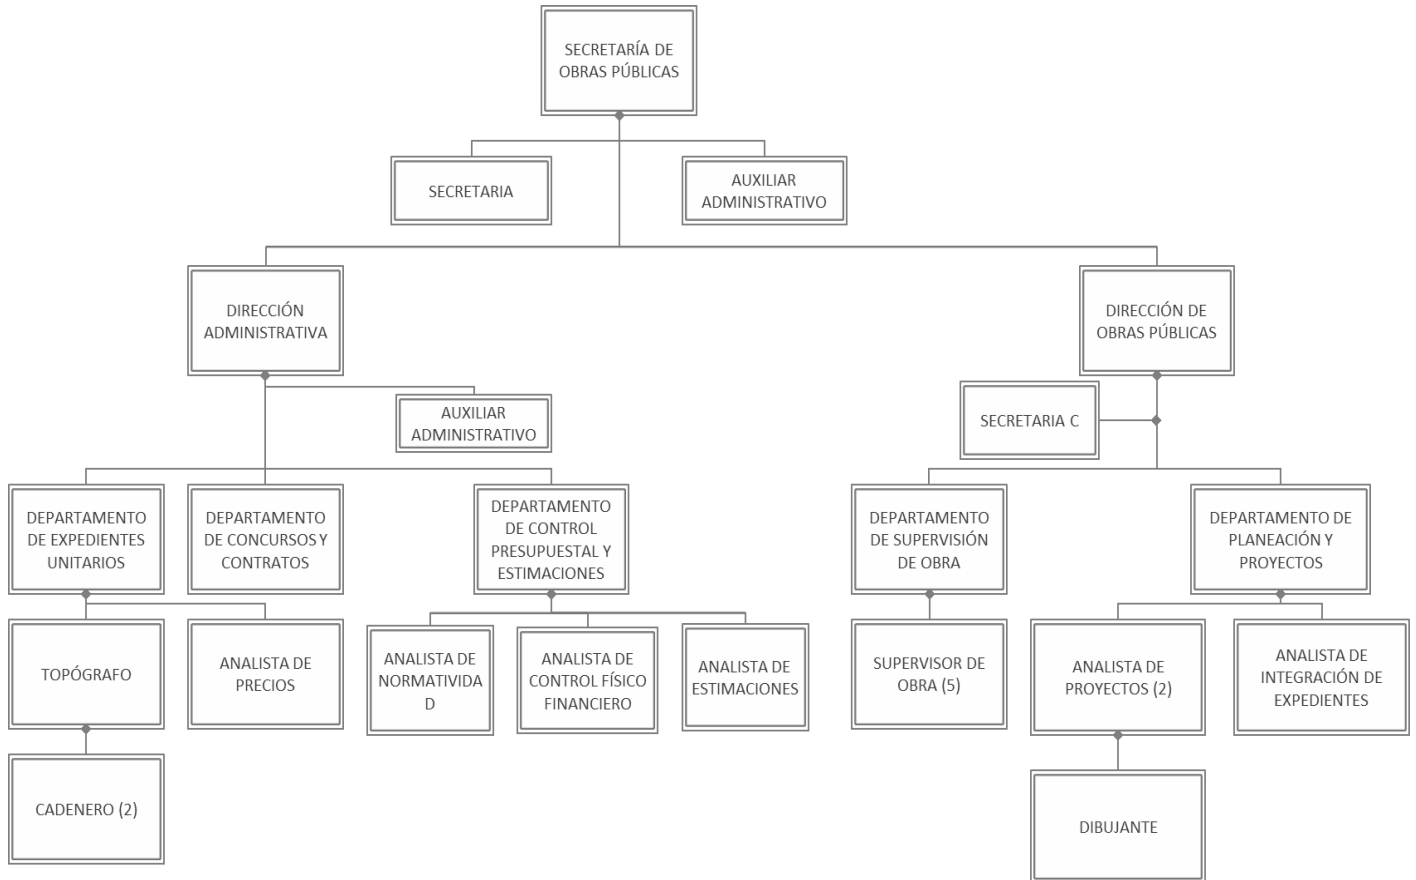 SECRETARÍA DE
OBRAS PÚBLICAS
SECRETARIA
AUXILIAR
ADMINISTRATIVO
DIRECCIÓN
ADMINISTRATIVA
DIRECCIÓN DE
OBRAS PÚBLICAS
AUXILIAR
ADMINISTRATIVO
SECRETARIA C
DEPARTAMENTO
DE EXPEDIENTES
UNITARIOS
DEPARTAMENTO
DE CONCURSOS Y
CONTRATOS
DEPARTAMENTO
DE CONTROL
PRESUPUESTAL Y
ESTIMACIONES
DEPARTAMENTO
DE SUPERVISIÓN
DE OBRA
DEPARTAMENTO DE
PLANEACIÓN Y
PROYECTOS
TOPÓGRAFO
ANALISTA DE
PRECIOS
ANALISTA DE
NORMATIVIDA
D
ANALISTA DE
CONTROL FÍSICO
FINANCIERO
ANALISTA DE
ESTIMACIONES
SUPERVISOR DE
OBRA (5)
ANALISTA DE
PROYECTOS (2)
ANALISTA DE
INTEGRACIÓN DE
EXPEDIENTES
CADENERO (2)
DIBUJANTE